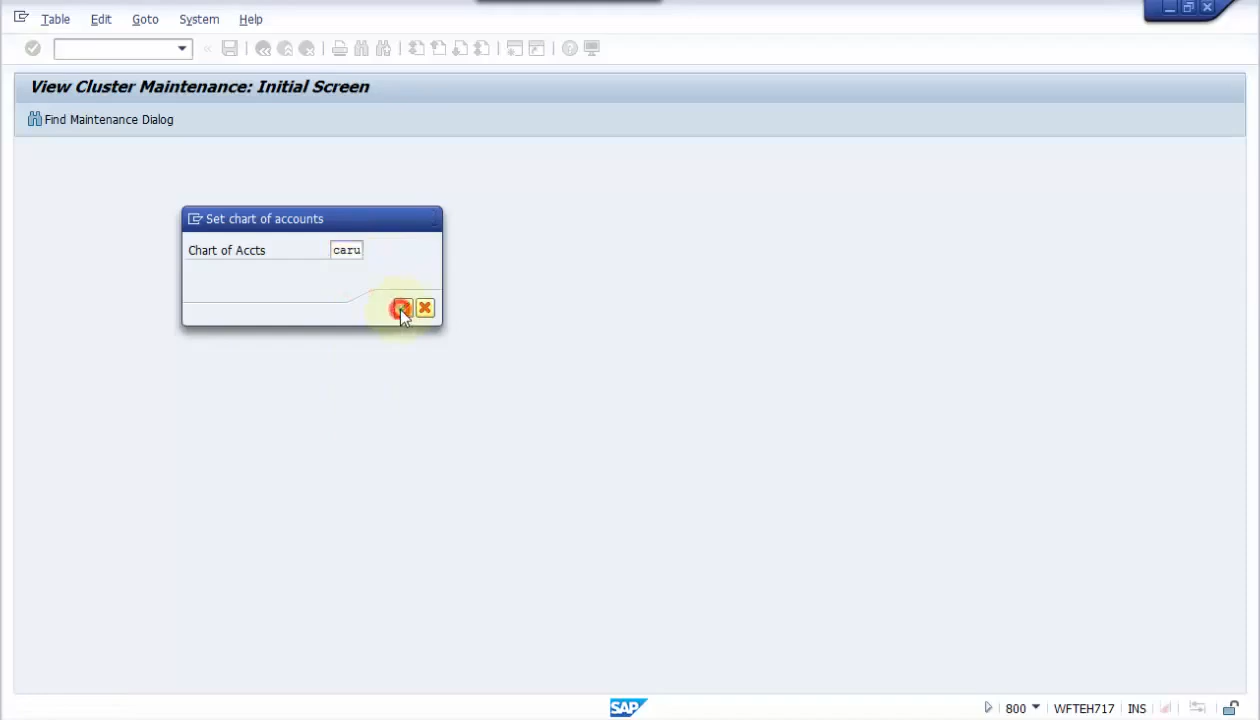 Table Edit Goto System Help
View Cluster Maintenance: Initial Screen
Find Maintenance Dialog
Set chart of accounts
Chart of Accts caru
SAP 800 WFTEH717 INS